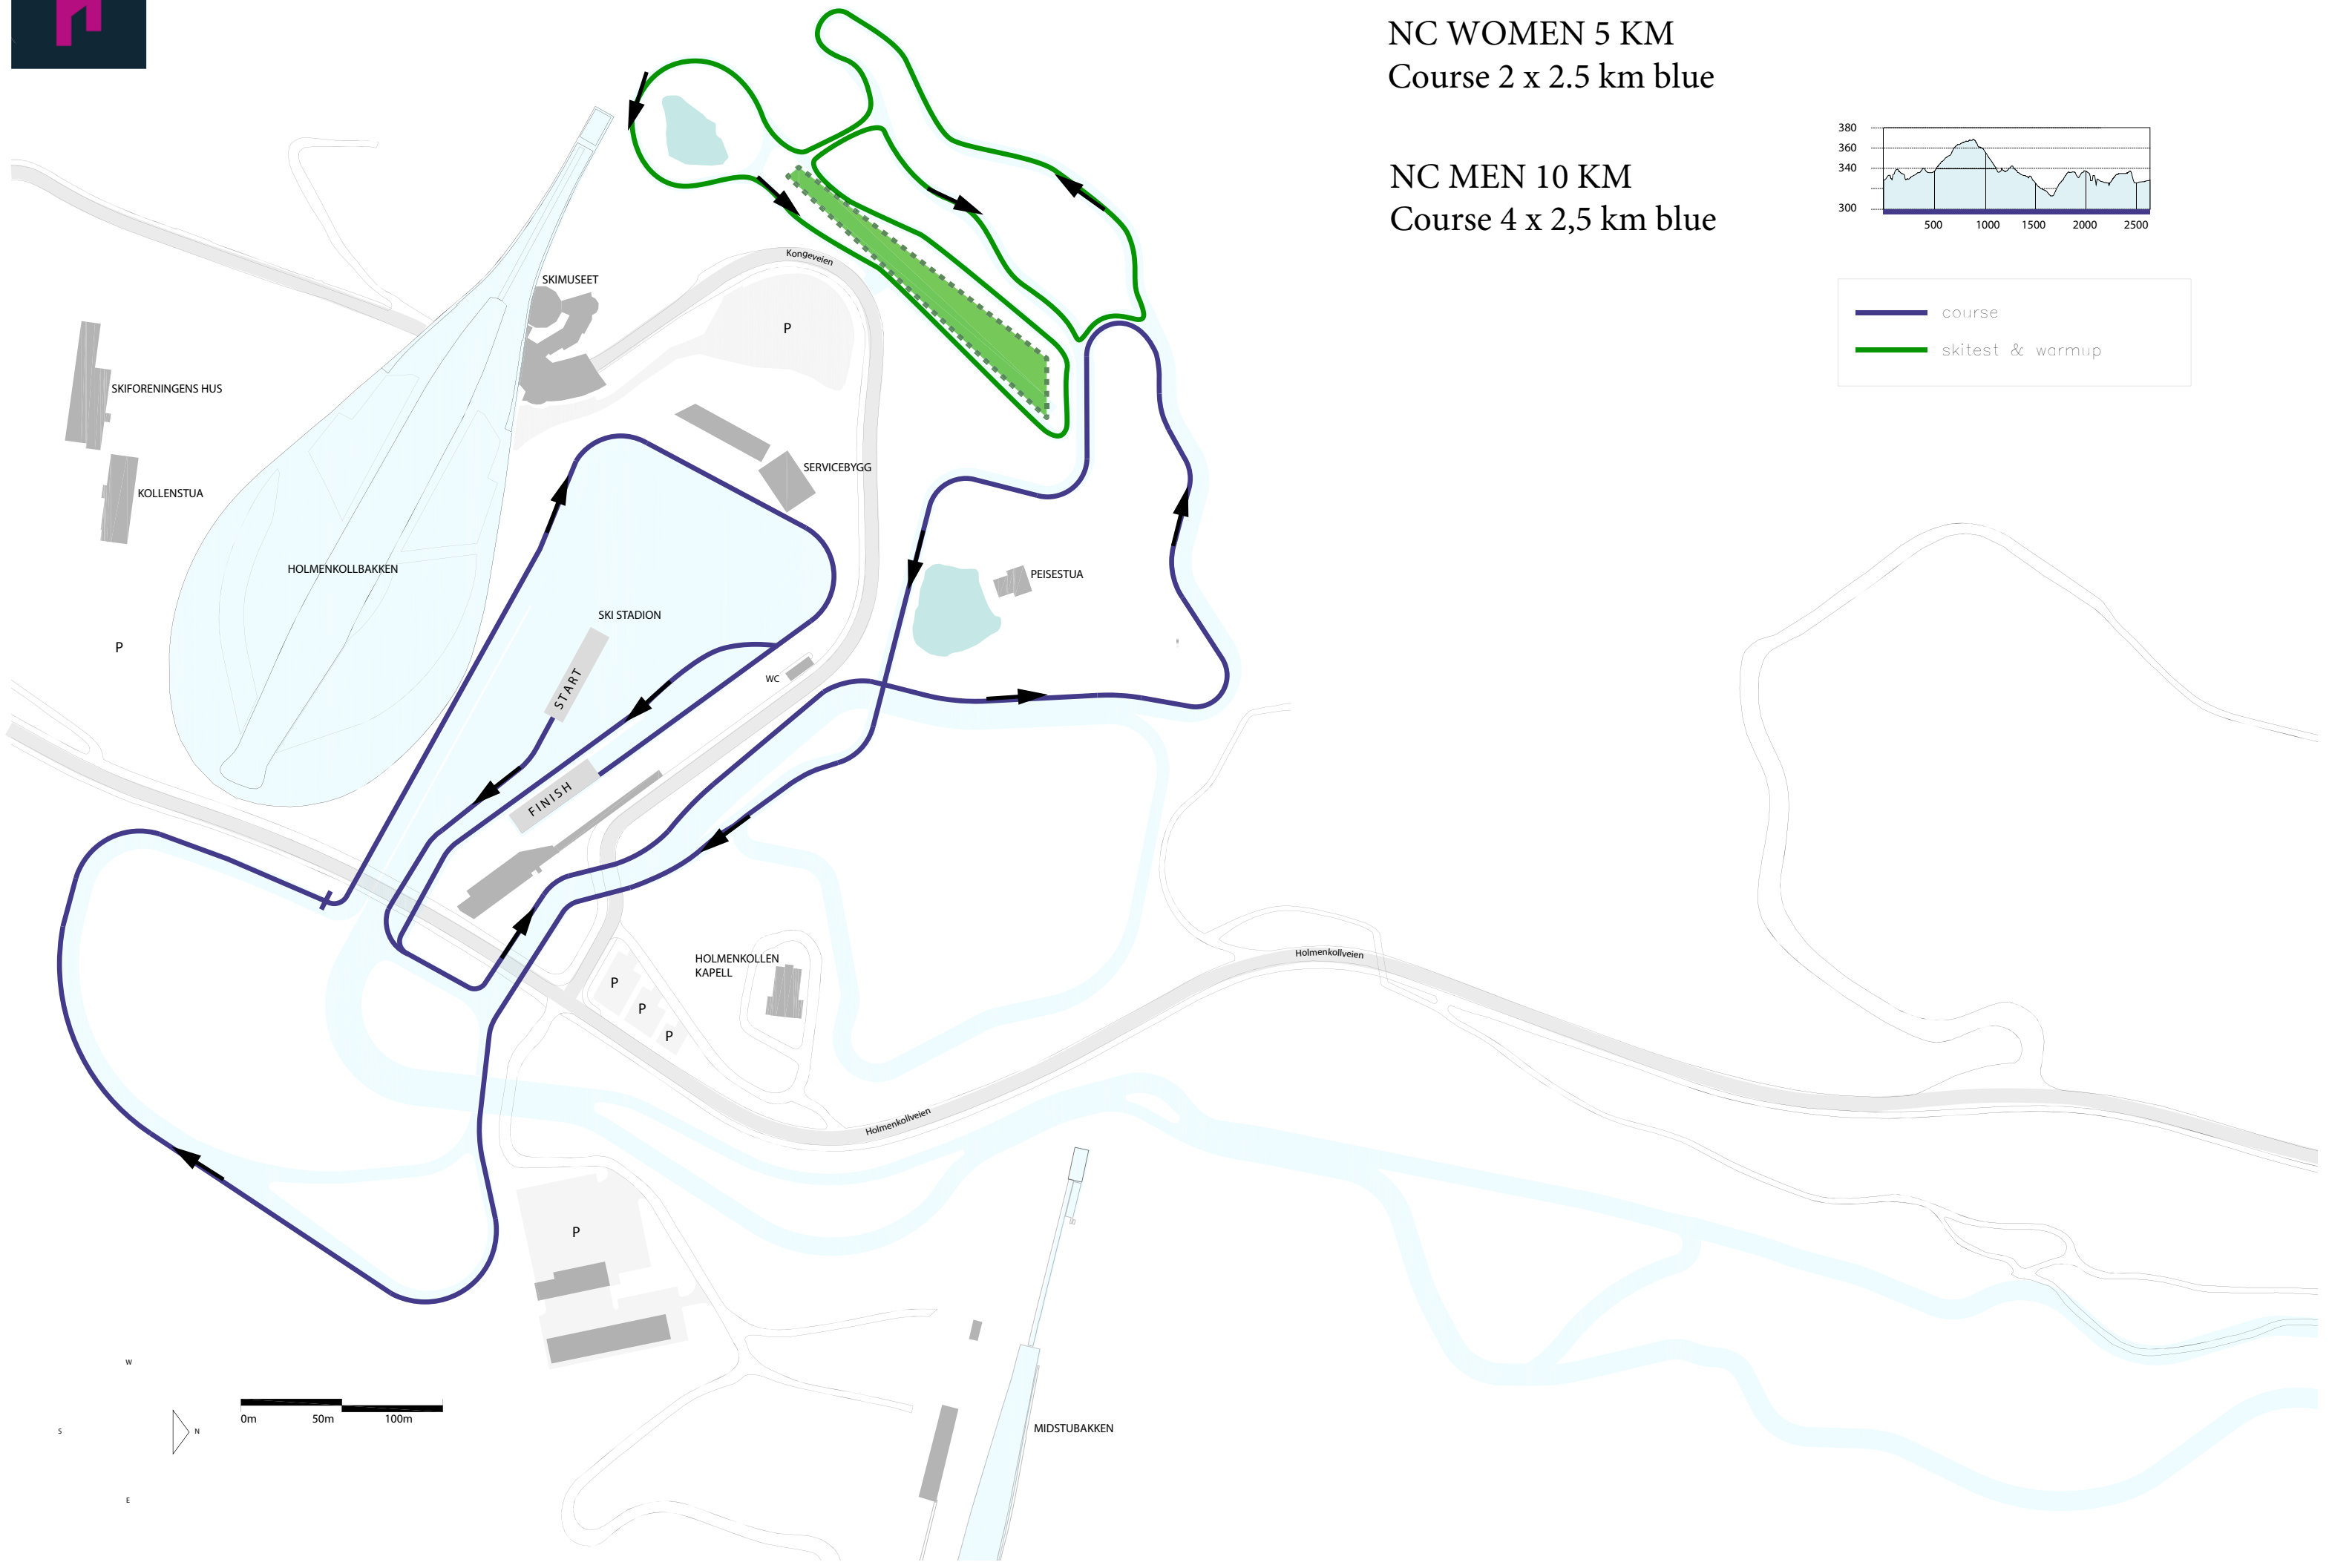 NC WOMEN 5 KM
Course 2 x 2.5 km blue
NC MEN 10 KM
Course 4 x 2,5 km blue
380
360
340
300
500
1000
1500
2000
2500
course
skitest & warmup
Kongeveien
SKIMUSEET
P
SKIFORENINGENS HUS
SERVICEBYGG
KOLLENSTUA
HOLMENKOLLBAKKEN
PEISESTUA
SKI STADION
P
WC
START
FINISH
HOLMENKOLLEN
KAPELL
P
P
P
Holmenkollveien
Holmenkollveien
P
MIDSTUBAKKEN
W
S
N
E
0m
50m
100m